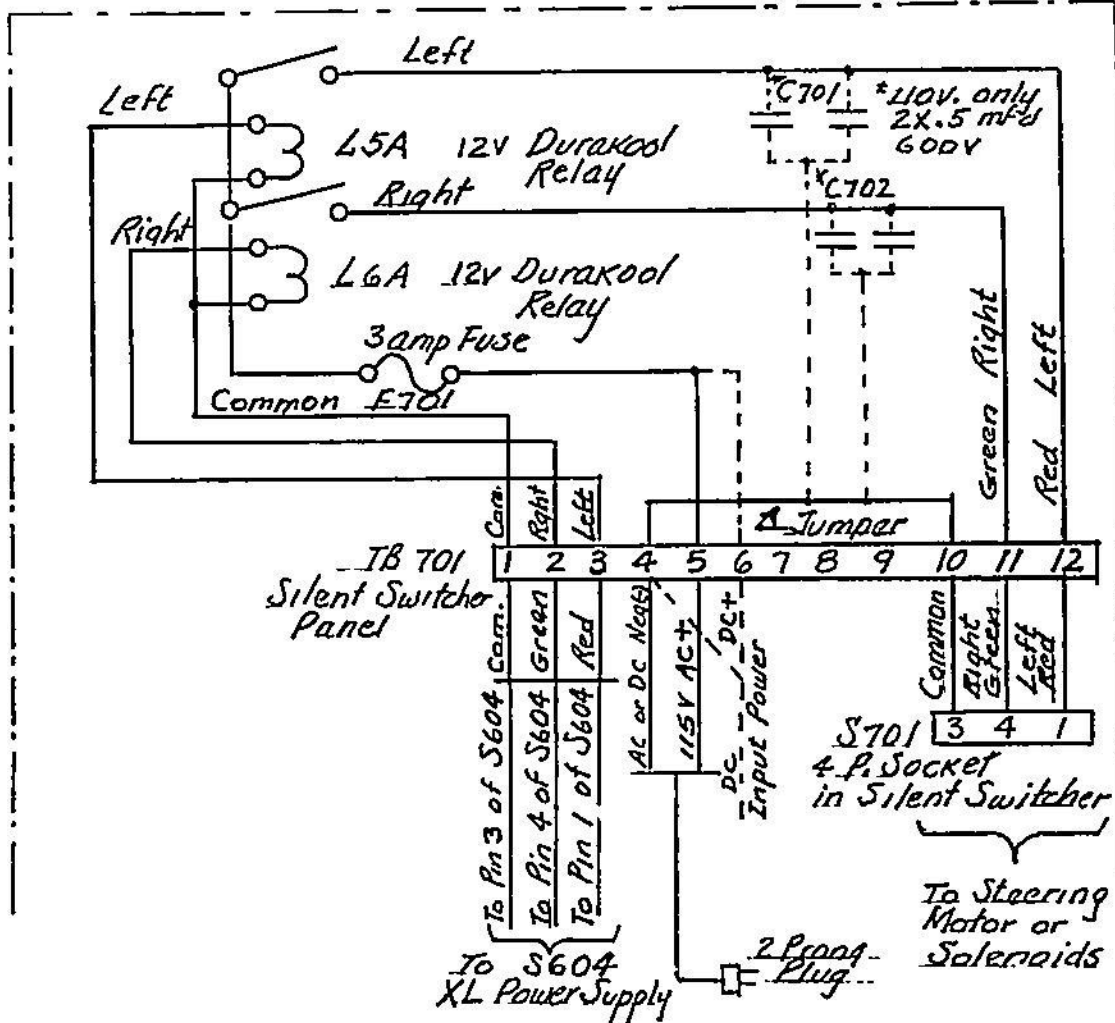 Left
Left
C701
*110V. only
2X.5 mf'd
600V
L5A 12V Durakool
Relay
*C702
Right
Right
L6A 12V Durakool
Relay
3 amp Fuse
E701
Common
Green Right
Red Left
Com.
Right
Left
Jumper
TB 701
1 2 3 4 5 6 7 8 9 10 11 12
Silent Switcher
Panel
Com.
Green
Red
AC or DC Neg(-)
115V AC+
DC+
DC
Input Power
Common
Right
Green
Left
Red
S701 3 4 1
4 P. Socket
in Silent Switcher
To Pin 3 of S604
To Pin 4 of S604
To Pin 1 of S604
To Steering
Motor or
Solenoids
To S604
XL Power Supply
2 Prong
Plug